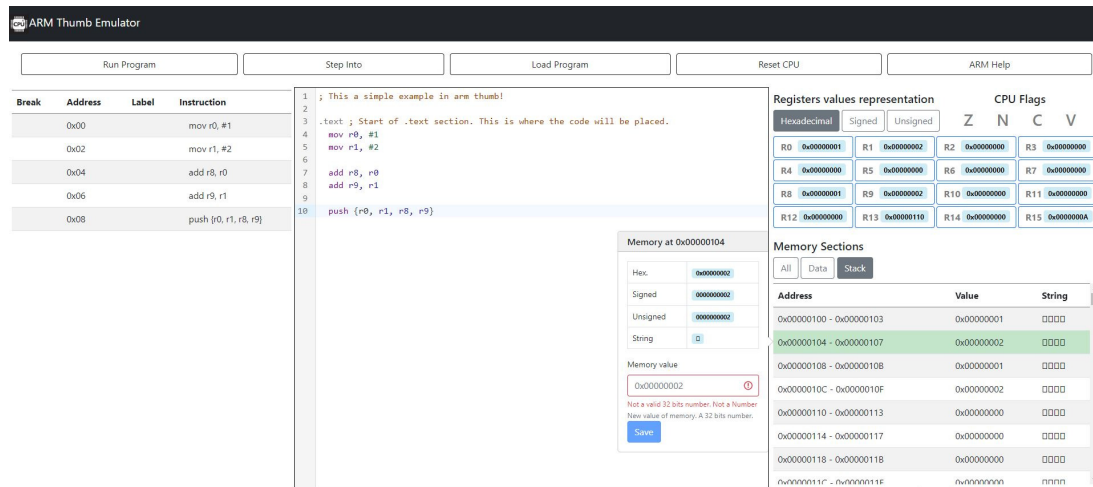 CPU ARM Thumb Emulator
Run Program
Step Into
Load Program
Reset CPU
ARM Help
Break Address Label Instruction
0x00 mov r0, #1
0x02 mov r1, #2
0x04 add r8, r0
0x06 add r9, r1
0x08 push {r0, r1, r8, r9}
1 ; This a simple example in arm thumb!
2
3 .text ; Start of .text section. This is where the code will be placed.
4 mov r0, #1
5 mov r1, #2
6
7 add r8, r0
8 add r9, r1
9
10 push {r0, r1, r8, r9}
Memory at 0x00000104
Hex. 0x00000002
Signed 0000000002
Unsigned 0000000002
String
Memory value
0x00000002
Not a valid 32 bits number. Not a Number
New value of memory. A 32 bits number.
Save
Registers values representation
Hexadecimal Signed Unsigned
CPU Flags
Z N C V
R0 0x00000001 R1 0x00000002 R2 0x00000000 R3 0x00000000
R4 0x00000000 R5 0x00000000 R6 0x00000000 R7 0x00000000
R8 0x00000001 R9 0x00000002 R10 0x00000000 R11 0x00000000
R12 0x00000000 R13 0x00000110 R14 0x00000000 R15 0x0000000A
Memory Sections
All Data Stack
Address Value String
0x00000100 - 0x00000103 0x00000001
0x00000104 - 0x00000107 0x00000002
0x00000108 - 0x0000010B 0x00000001
0x0000010C - 0x0000010F 0x00000002
0x00000110 - 0x00000113 0x00000000
0x00000114 - 0x00000117 0x00000000
0x00000118 - 0x0000011B 0x00000000
0x0000011C - 0x0000011F 0x00000000